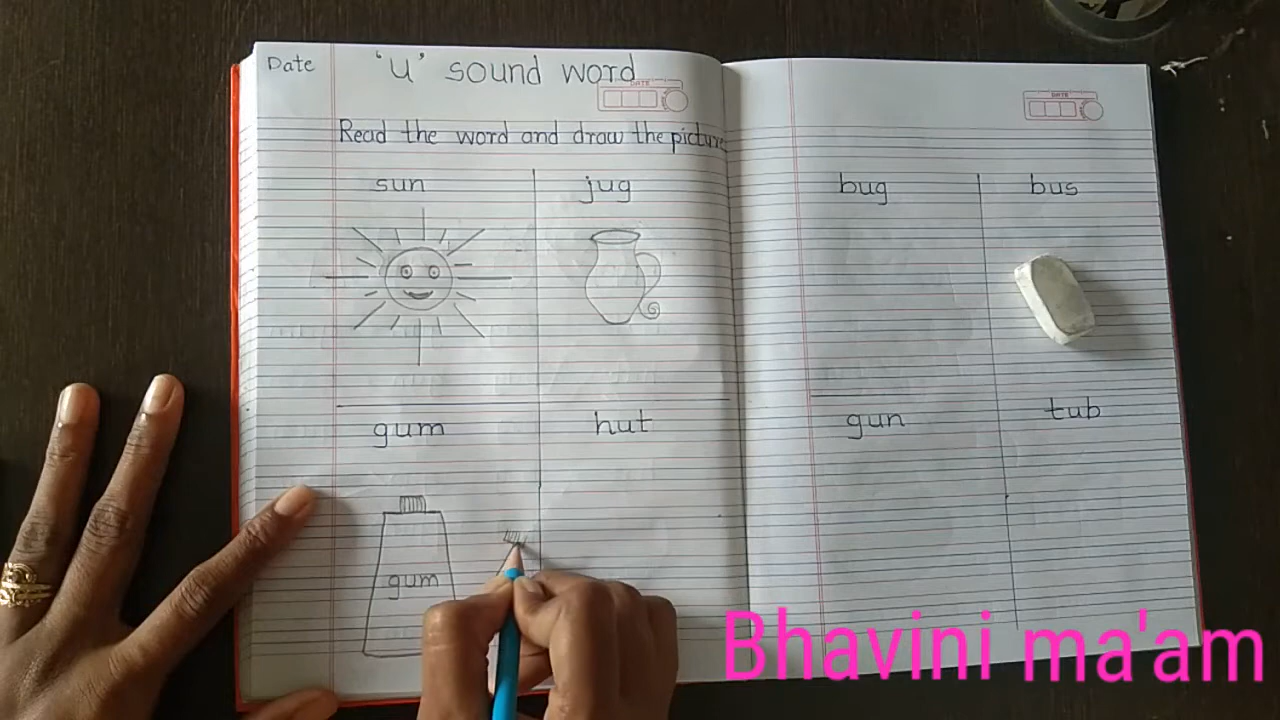 Date
'u' sound word
DATE
DATE
Read the word and draw the picture
sun
jug
bug
bus
gum
hut
gun
tub
gum
Bhavini ma'am